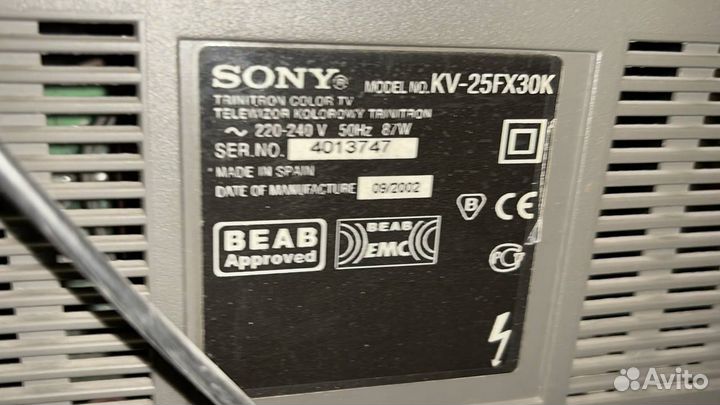 SONY® MODEL NO. KV-25FX30K
TRINITRON COLOR TV
TELEWIZOR KOLOROWY TRINITRON
~ 220-240 V 50Hz 87W
SER.NO. 4013747
MADE IN SPAIN
DATE OF MANUFACTURE 09/2002
B CE
BEAB
Approved
BEAB
EMC
Avito